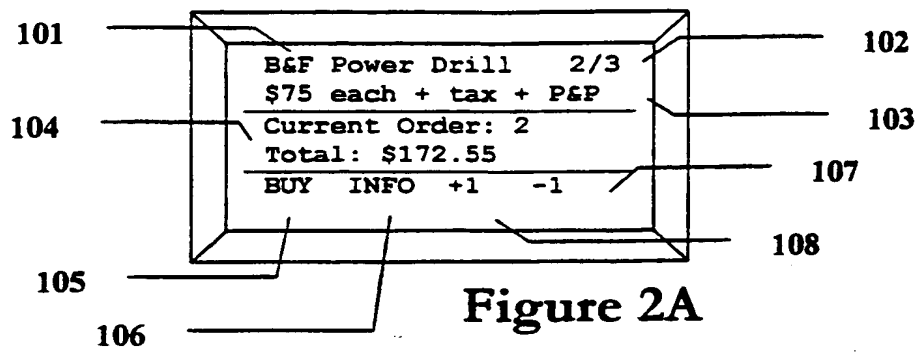 101
102
B&F Power Drill 2/3
$75 each + tax + P&P
103
104
Current Order: 2
Total: $172.55
BUY INFO +1 -1
107
108
105
106
Figure 2A